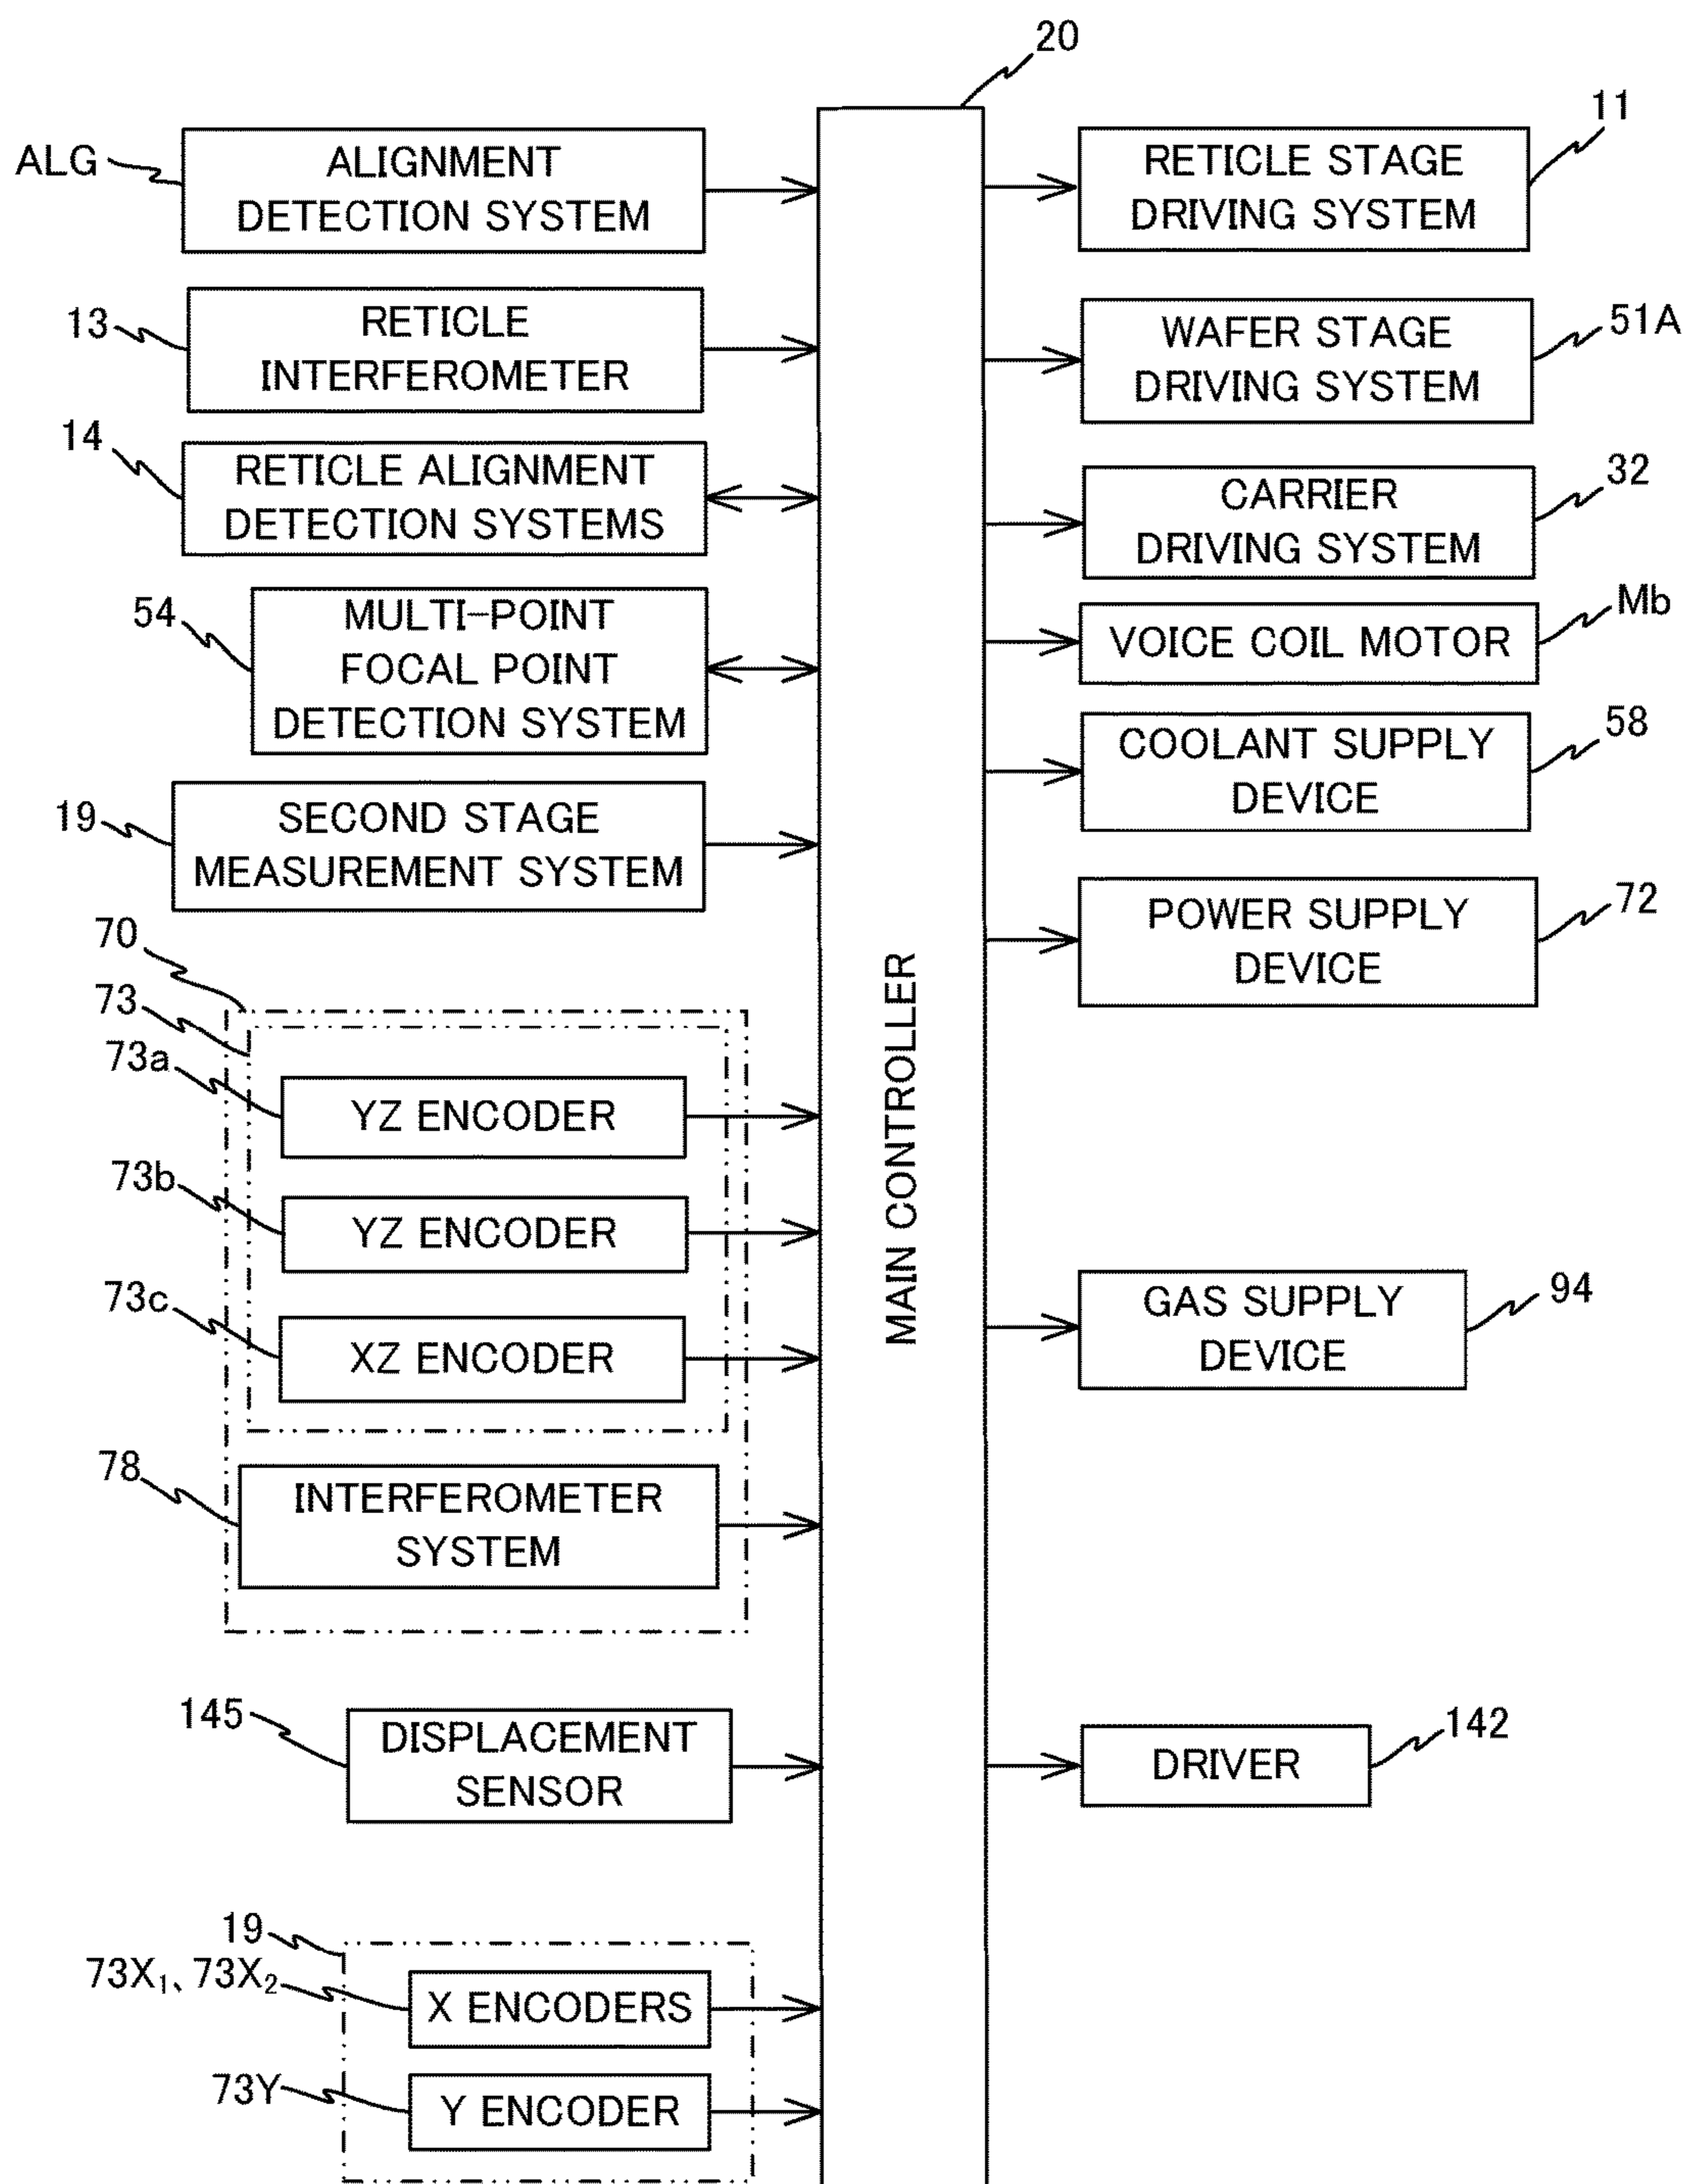 20
ALG
ALIGNMENT
DETECTION SYSTEM
13
RETICLE
INTERFEROMETER
14
RETICLE ALIGNMENT
DETECTION SYSTEMS
54
MULTI-POINT
FOCAL POINT
DETECTION SYSTEM
19
SECOND STAGE
MEASUREMENT SYSTEM
70
73
73a
YZ ENCODER
73b
YZ ENCODER
73c
XZ ENCODER
78
INTERFEROMETER
SYSTEM
145
DISPLACEMENT
SENSOR
19
73X₁、73X₂
X ENCODERS
73Y
Y ENCODER
MAIN CONTROLLER
11
RETICLE STAGE
DRIVING SYSTEM
51A
WAFER STAGE
DRIVING SYSTEM
32
CARRIER
DRIVING SYSTEM
Mb
VOICE COIL MOTOR
58
COOLANT SUPPLY
DEVICE
72
POWER SUPPLY
DEVICE
94
GAS SUPPLY
DEVICE
142
DRIVER